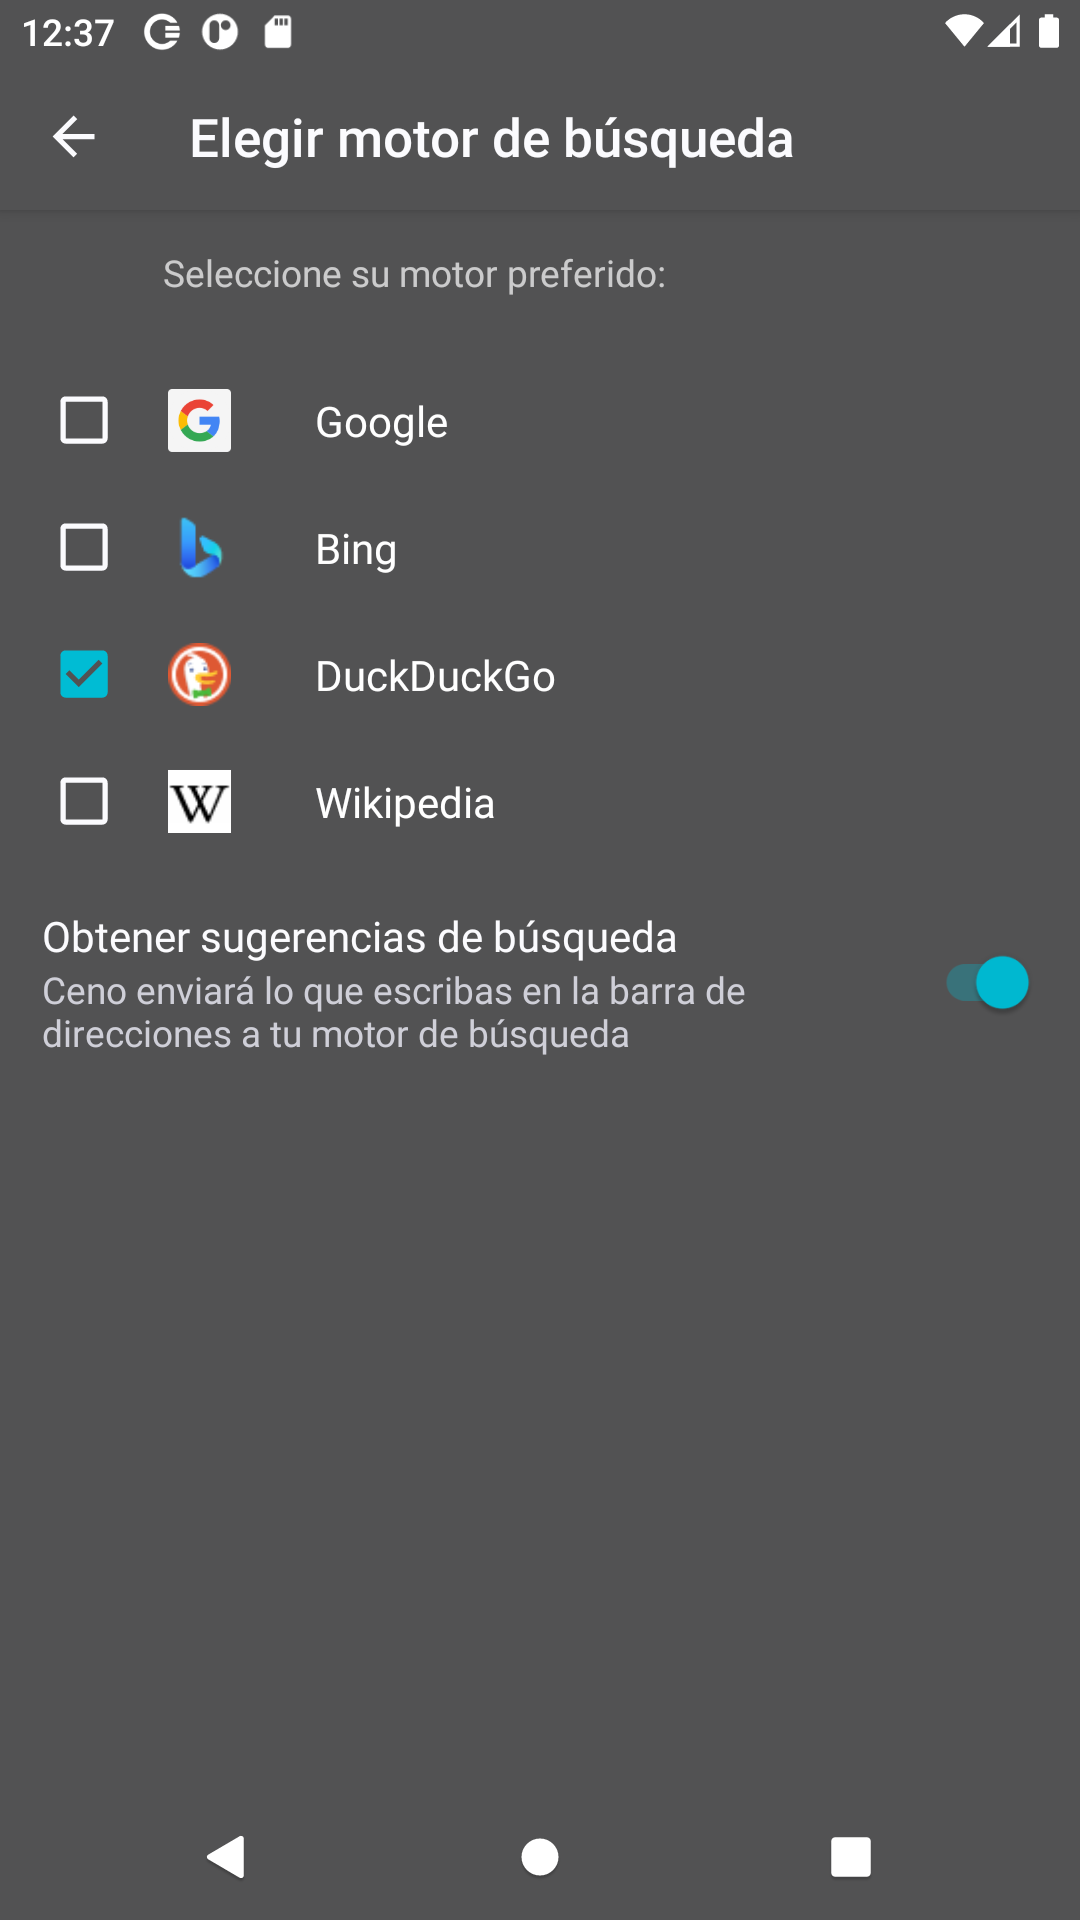 12:37
Elegir motor de búsqueda
Seleccione su motor preferido:
Google
Bing
DuckDuckGo
W Wikipedia
Obtener sugerencias de búsqueda
Ceno enviará lo que escribas en la barra de
direcciones a tu motor de búsqueda